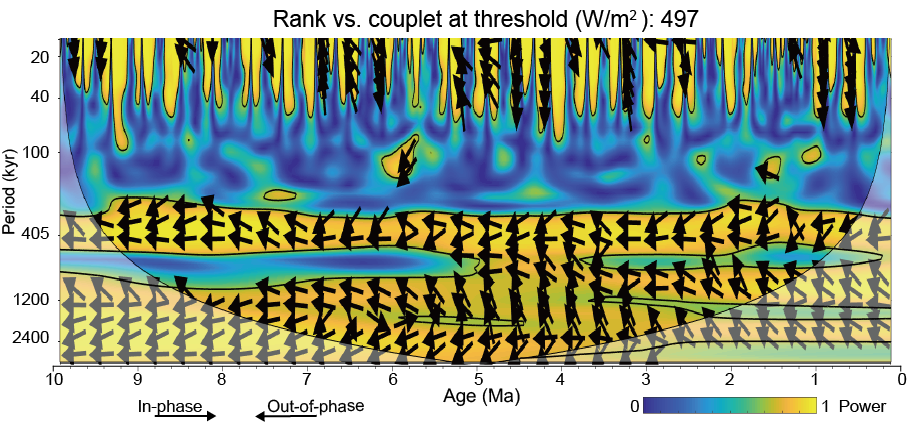 Rank vs. couplet at threshold (W/m²): 497
Period (kyr)
20
40
100
405
1200
2400
10 9 8 7 6 5 4 3 2 1 0
Age (Ma)
In-phase
Out-of-phase
0 1 Power